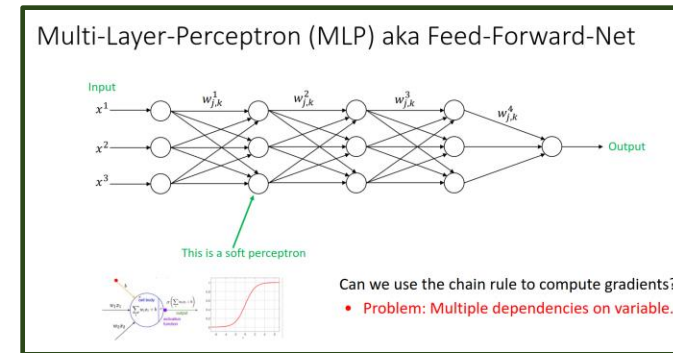 Multi-Layer-Perceptron (MLP) aka Feed-Forward-Net
Input
w¹ⱼ,ₖ
w²ⱼ,ₖ
w³ⱼ,ₖ
w⁴ⱼ,ₖ
x¹
x²
x³
Output
This is a soft perceptron
Can we use the chain rule to compute gradients?
• Problem: Multiple dependencies on variable.